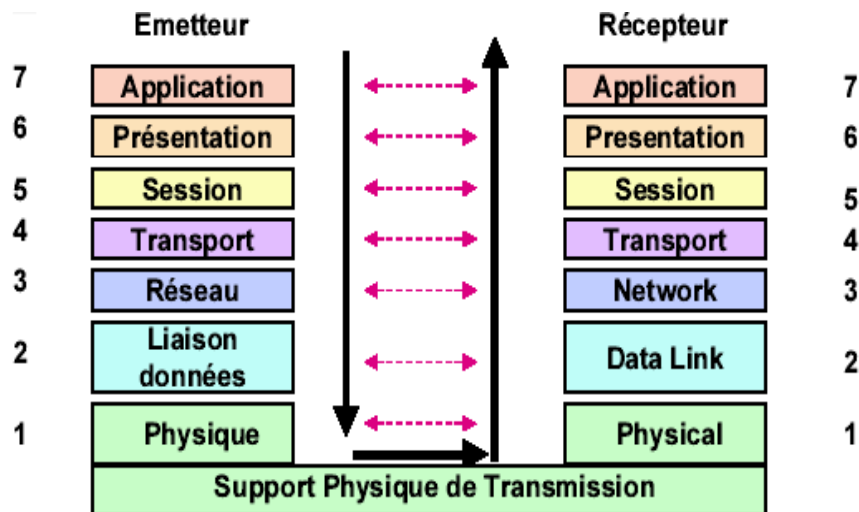 Emetteur Récepteur
7 Application Application 7
6 Présentation Presentation 6
5 Session Session 5
4 Transport Transport 4
3 Réseau Network 3
2 Liaison données Data Link 2
1 Physique Physical 1
Support Physique de Transmission